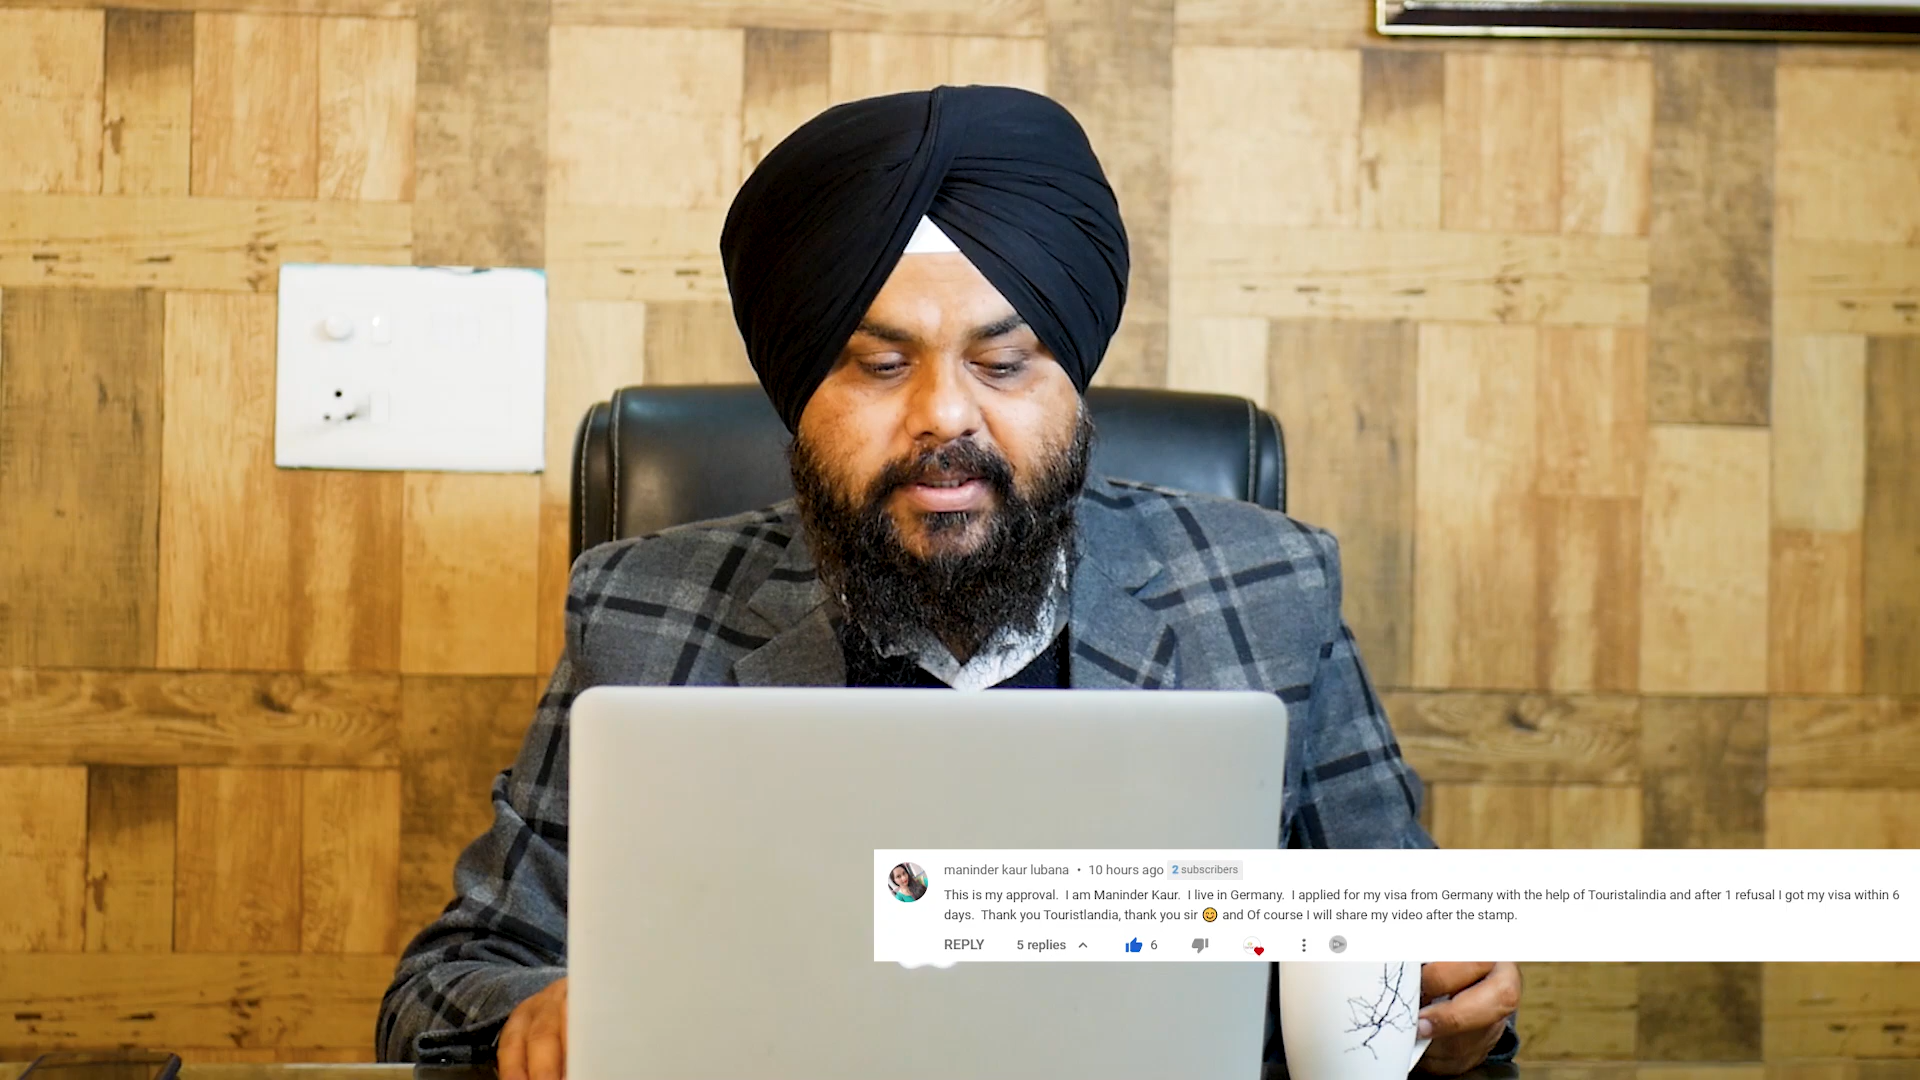 maninder kaur lubana • 10 hours ago 2 subscribers
This is my approval. I am Maninder Kaur. I live in Germany. I applied for my visa from Germany with the help of Touristalindia and after 1 refusal I got my visa within 6
days. Thank you Touristlandia, thank you sir 😊 and Of course I will share my video after the stamp.
REPLY 5 replies 6